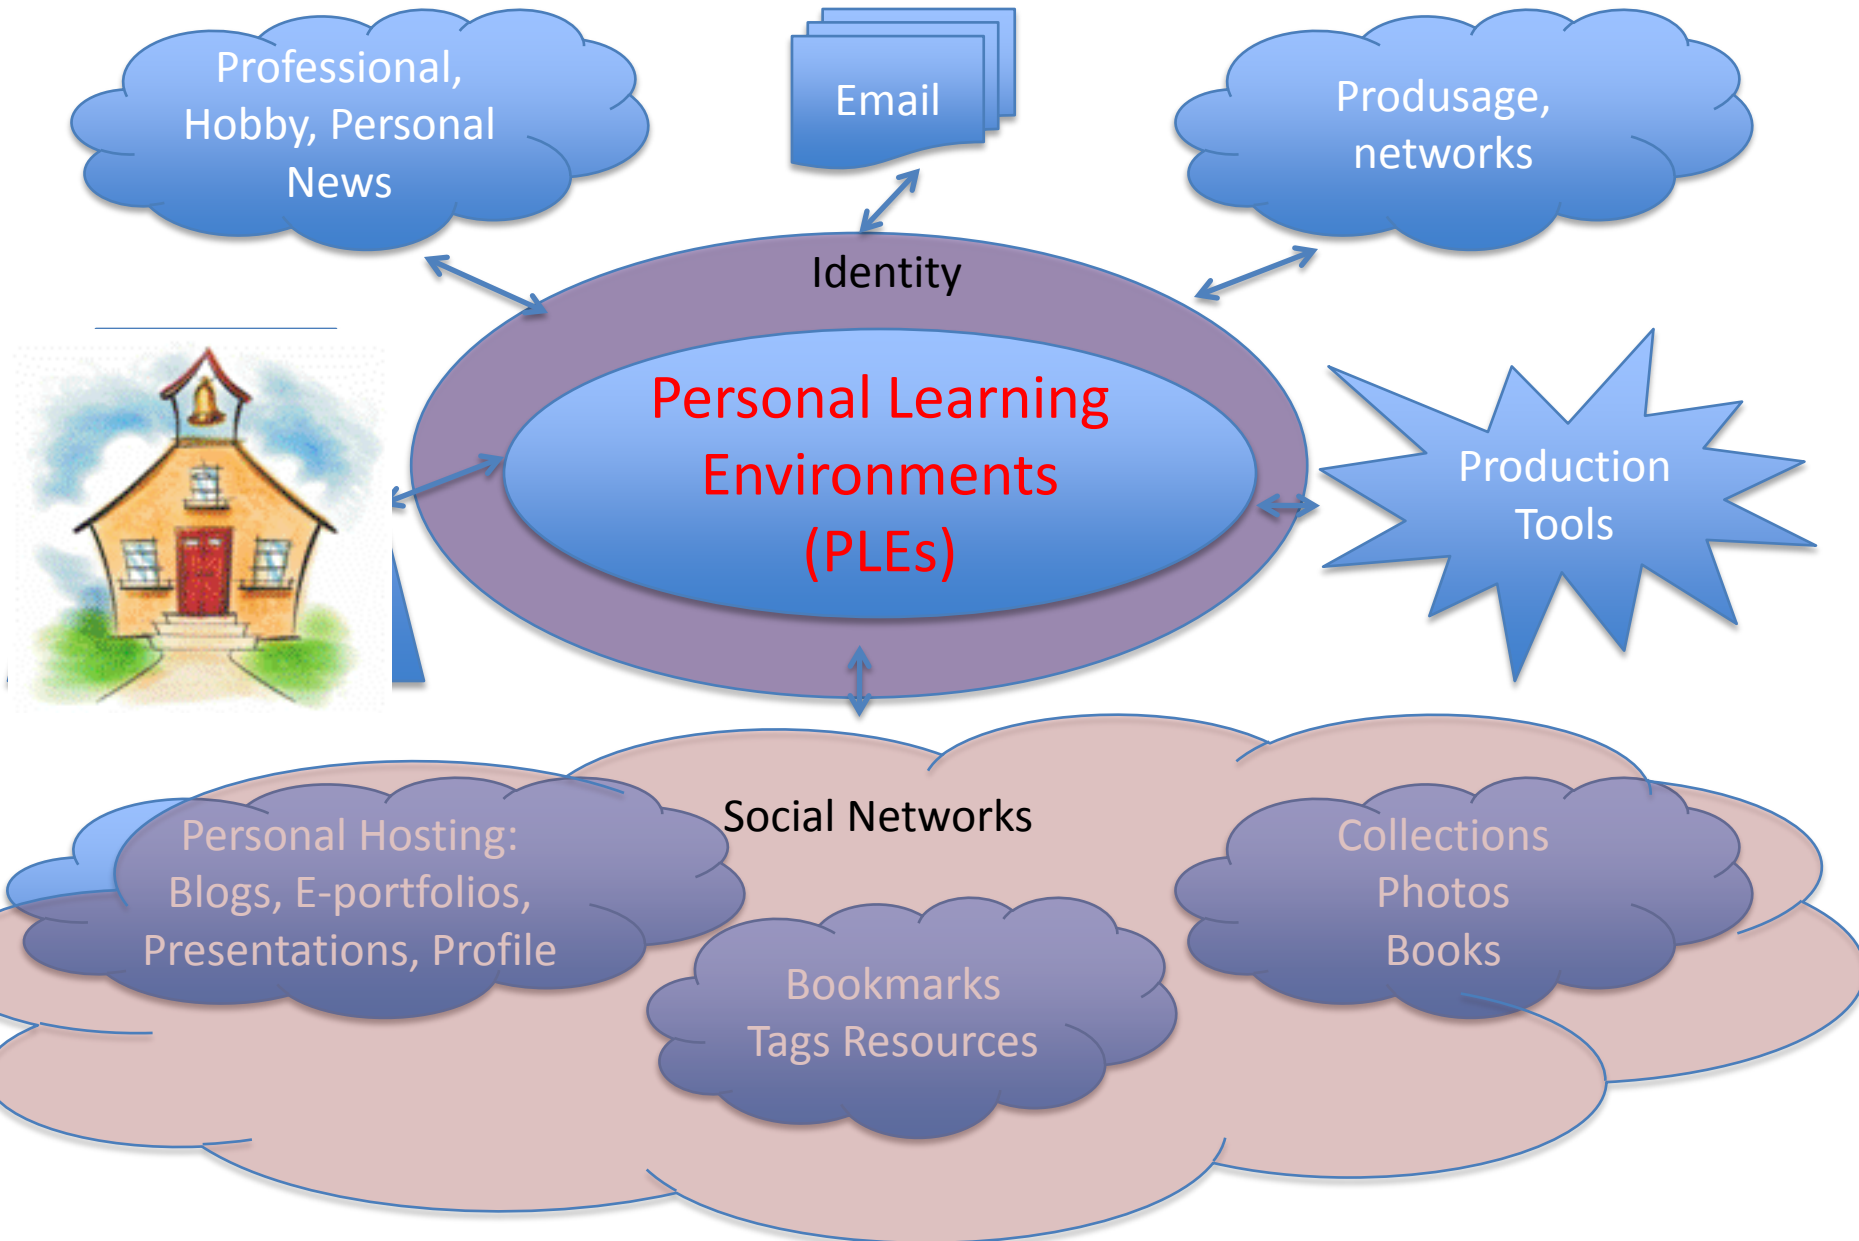 Professional,
Hobby, Personal
News
Email
Produsage,
networks
Identity
Personal Learning
Environments
(PLEs)
Production
Tools
Social Networks
Personal Hosting:
Blogs, E-portfolios,
Presentations, Profile
Bookmarks
Tags Resources
Collections
Photos
Books